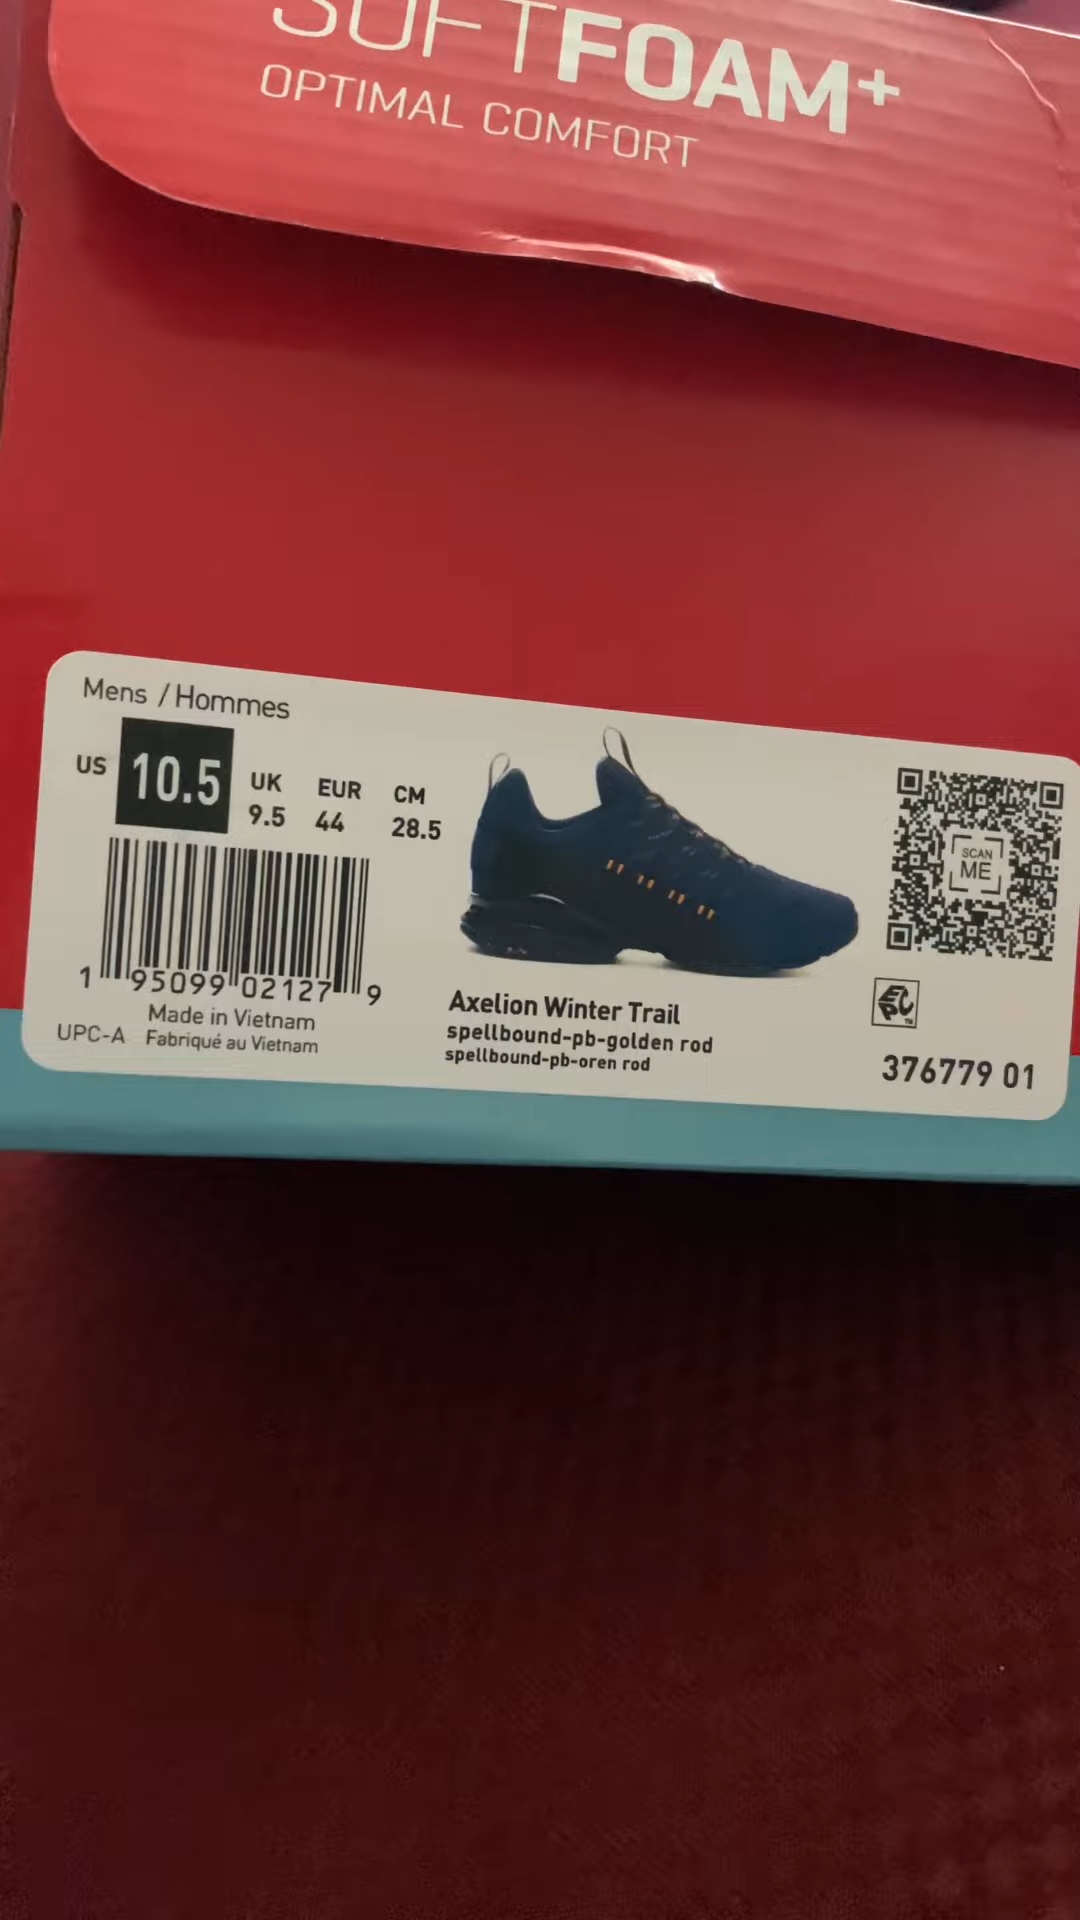 SOFTFOAM+
OPTIMAL COMFORT
Mens / Hommes
US 10.5 UK 9.5 EUR 44 CM 28.5
1 95099 02127 9
Made in Vietnam
UPC-A Fabriqué au Vietnam
Axelion Winter Trail
spellbound-pb-golden rod
spellbound-pb-oren rod
SCAN
ME
EPC™
376779 01